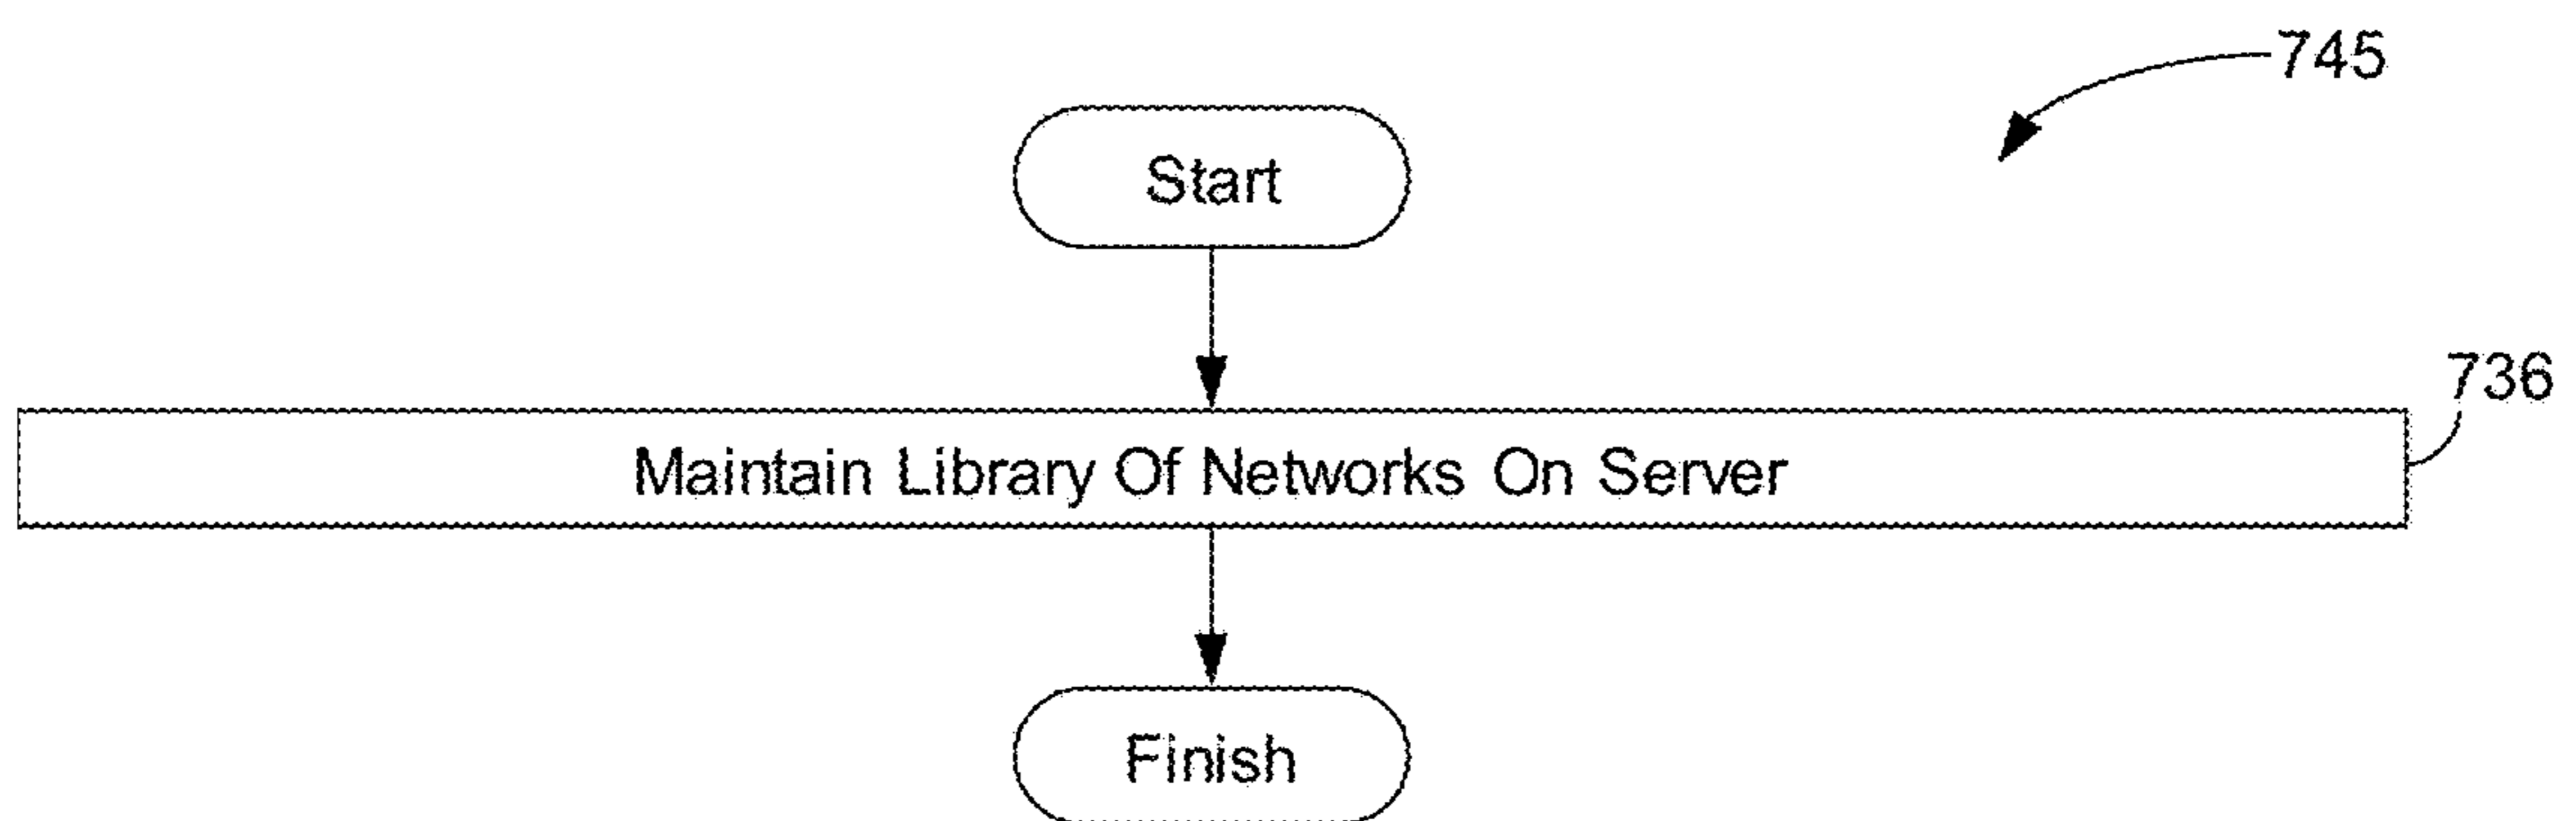 745
Start
736
Maintain Library Of Networks On Server
Finish